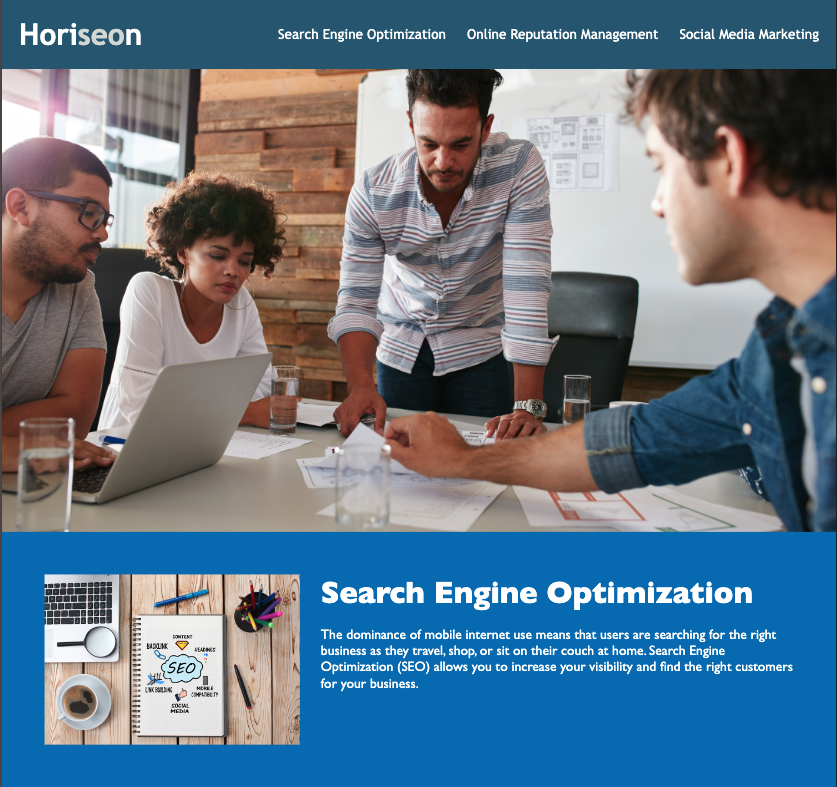 Horiseon
Search Engine Optimization
Online Reputation Management
Social Media Marketing
Search Engine Optimization
The dominance of mobile internet use means that users are searching for the right
business as they travel, shop, or sit on their couch at home. Search Engine
Optimization (SEO) allows you to increase your visibility and find the right customers
for your business.
CONTENT
BACKLINK
HEADINGS
SEO
LINK BUILDING
MOBILE
COMPATIBILITY
SOCIAL
MEDIA